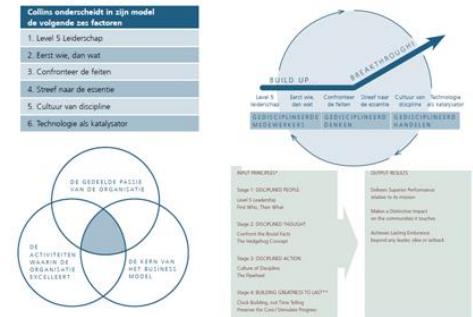 Collins onderscheidt in zijn model
de volgende zes factoren
1. Level 5 Leiderschap
2. Eerst wie, dan wat
3. Confronteer de feiten
4. Streef naar de essentie
5. Cultuur van discipline
6. Technologie als katalysator
BUILD UP
BREAKTHROUGH!
Level 5
leiderschap
Eerst wie,
dan wat
Confronteer
de feiten
Streef naar
de essentie
Cultuur van
discipline
Technologie
als katalysator
GEDISCIPLINEERDE
MEDEWERKERS
GEDISCIPLINEERD
DENKEN
GEDISCIPLINEERD
HANDELEN
DE GEDEELDE PASSIE
VAN DE ORGANISATIE
DE
ACTIVITEITEN
WAARIN DE
ORGANISATIE
EXCELLEERT
DE KERN VAN
HET BUSINESS
MODEL
INPUT PRINCIPLES*
Stage 1: DISCIPLINED PEOPLE
Level 5 Leadership
First Who, Then What
Stage 2: DISCIPLINED THOUGHT
Confront the Brutal Facts
The Hedgehog Concept
Stage 3: DISCIPLINED ACTION
Culture of Discipline
The Flywheel
Stage 4: BUILDING GREATNESS TO LAST**
Clock Building, not Time Telling
Preserve the Core/Stimulate Progress
OUTPUT RESULTS
Delivers Superior Performance
relative to its mission
Makes a Distinctive Impact
on the communities it touches
Achieves Lasting Endurance
beyond any leader, idea or setback